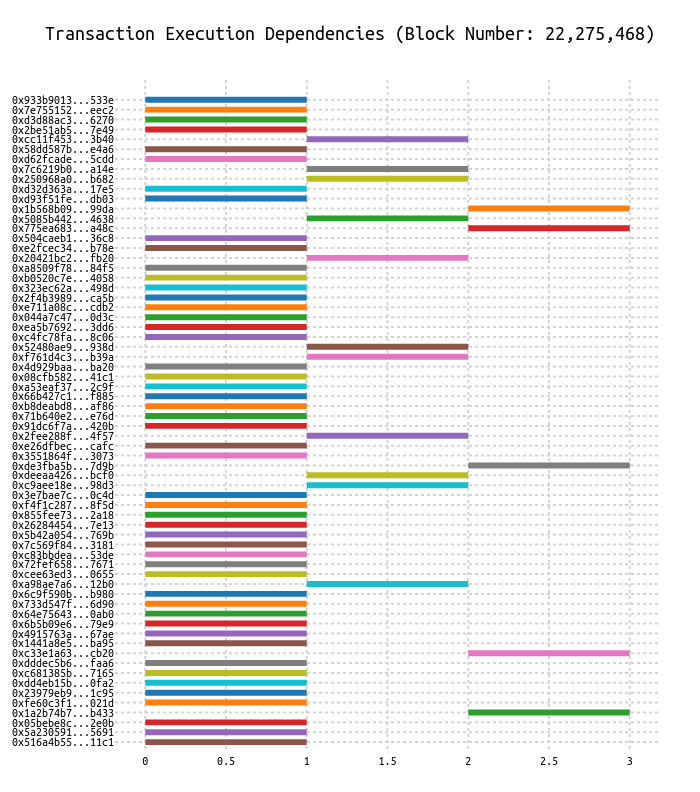 Transaction Execution Dependencies (Block Number: 22,275,468)
0x933b9013...533e
0x7e755152...eec2
0xd3d88ac3...6270
0x2be51ab5...7e49
0xcc11f453...3b40
0x58dd587b...e4a6
0xd62fcade...5cdd
0x7c6219b0...a14e
0x250968a0...b682
0xd32d363a...17e5
0xd93f51fe...db03
0x1b568b09...99da
0x5085b442...4638
0x775ea683...a48c
0x504caeb1...36c8
0xe2fcec34...b78e
0x20421bc2...fb20
0xa8509f78...84f5
0xb0520c7e...4058
0x323ec62a...498d
0x2f4b3989...ca5b
0xe711a08c...cdb2
0x044a7c47...0d3c
0xea5b7692...3dd6
0xc4fc78fa...8c06
0x52480ae9...938d
0xf761d4c3...b39a
0x4d929baa...ba20
0x08cfb582...41c1
0xa53eaf37...2c9f
0x66b427c1...f885
0xb8deabd8...af86
0x71b640e2...e76d
0x91dc6f7a...420b
0x2fee288f...4f57
0xe26dfbec...cafc
0x3551864f...3073
0xde3fba5b...7d9b
0xdeeaa426...bcf0
0xc9aee18e...98d3
0x3e7bae7c...0c4d
0xf4f1c287...8f5d
0x855fee73...2a18
0x26284454...7e13
0x5b42a054...769b
0x7c569f84...3181
0xc83bbdea...53de
0x72fef658...7671
0xcee63ed3...0655
0xa98ae7a6...12b0
0x6c9f590b...b980
0x733d547f...6d90
0x64e75643...0ab0
0x6b5b09e6...79e9
0x4915763a...67ae
0x1441a8e5...ba95
0xc33e1a63...cb20
0xdddec5b6...faa6
0xc681385b...7165
0xdd4eb15b...0fa2
0x23979eb9...1c95
0xfe60c3f1...021d
0x1a2b74b7...b433
0x05bebe8c...2e0b
0x5a230591...5691
0x516a4b55...11c1
0 0.5 1 1.5 2 2.5 3